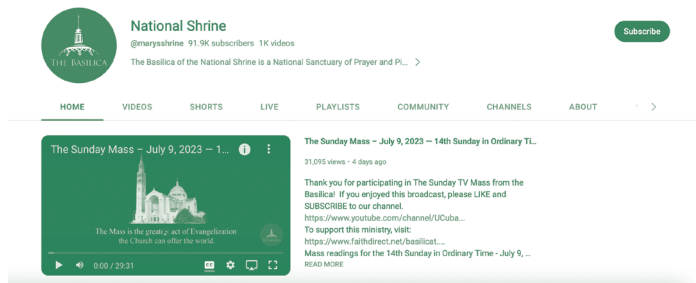 National Shrine
@marysshrine 91.9K subscribers 1K videos
The Basilica of the National Shrine is a National Sanctuary of Prayer and Pi...
Subscribe
THE BASILICA
HOME VIDEOS SHORTS LIVE PLAYLISTS COMMUNITY CHANNELS ABOUT
The Sunday Mass – July 9, 2023 — 1...
The Mass is the greatest act of Evangelization
the Church can offer the world.
0:00 / 29:31
The Sunday Mass – July 9, 2023 — 14th Sunday in Ordinary Ti...
31,095 views • 4 days ago
Thank you for participating in The Sunday TV Mass from the
Basilica! If you enjoyed this broadcast, please LIKE and
SUBSCRIBE to our channel.
https://www.youtube.com/channel/UCuba...
To support this ministry, visit:
https://www.faithdirect.net/basilicat....
Mass readings for the 14th Sunday in Ordinary Time - July 9, ...
READ MORE